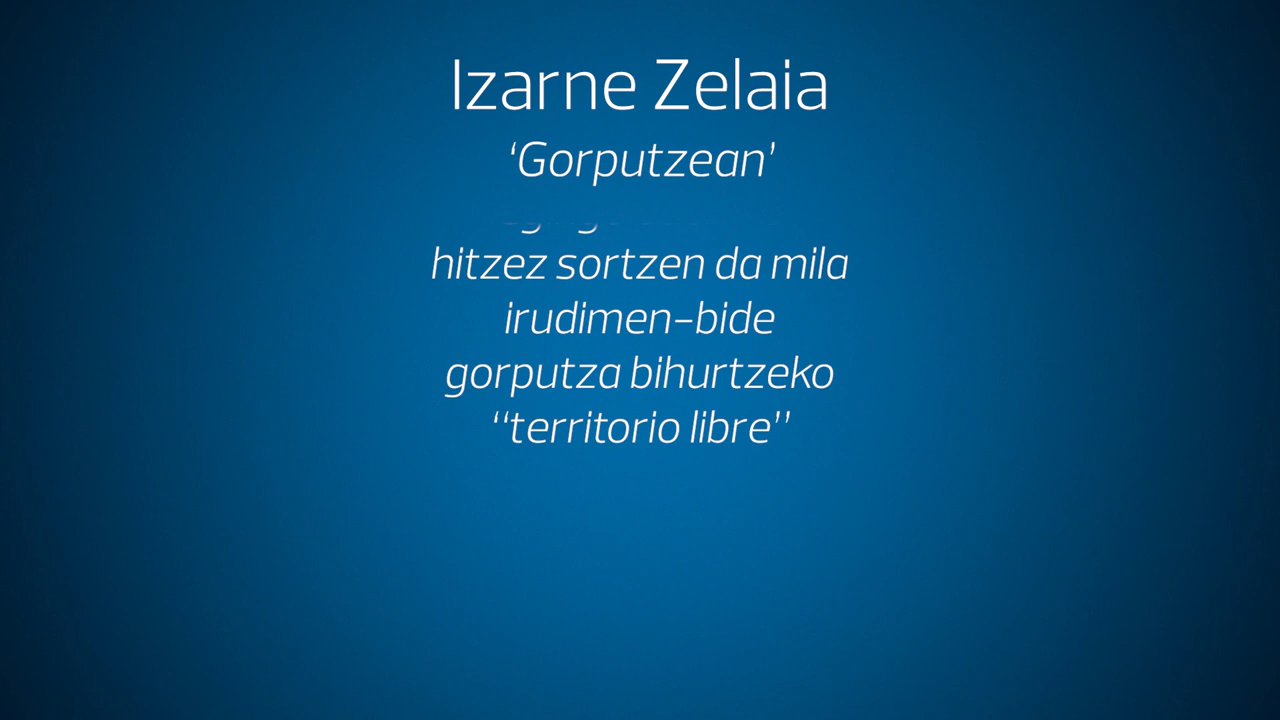 Izarne Zelaia
‘Gorputzean’
hitzez sortzen da mila
irudimen-bide
gorputza bihurtzeko
“territorio libre”